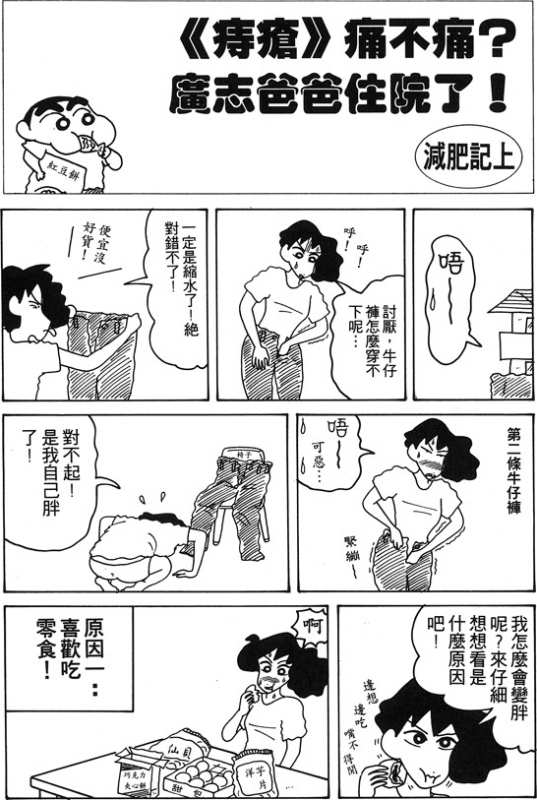 《痔瘡》痛不痛?
廣志爸爸住院了!
減肥記上
紅豆餅
唔~~
呼!
呼!
討厭,牛仔
褲怎麼穿不
下呢…
一定是縮水了!絕
對錯不了!
便宜沒
好貨!
第二條牛仔褲
唔~~
可惡…
緊繃~
椅子
對不起!
是我自己胖
了!
我怎麼會變胖
呢?來仔細
想想看是
什麼原因
吧!
邊想
邊吃
嘴不
得閒
啊
原因一:
喜歡吃
零食!
仙貝
巧克力
夾心餅
甜包
洋芋
片